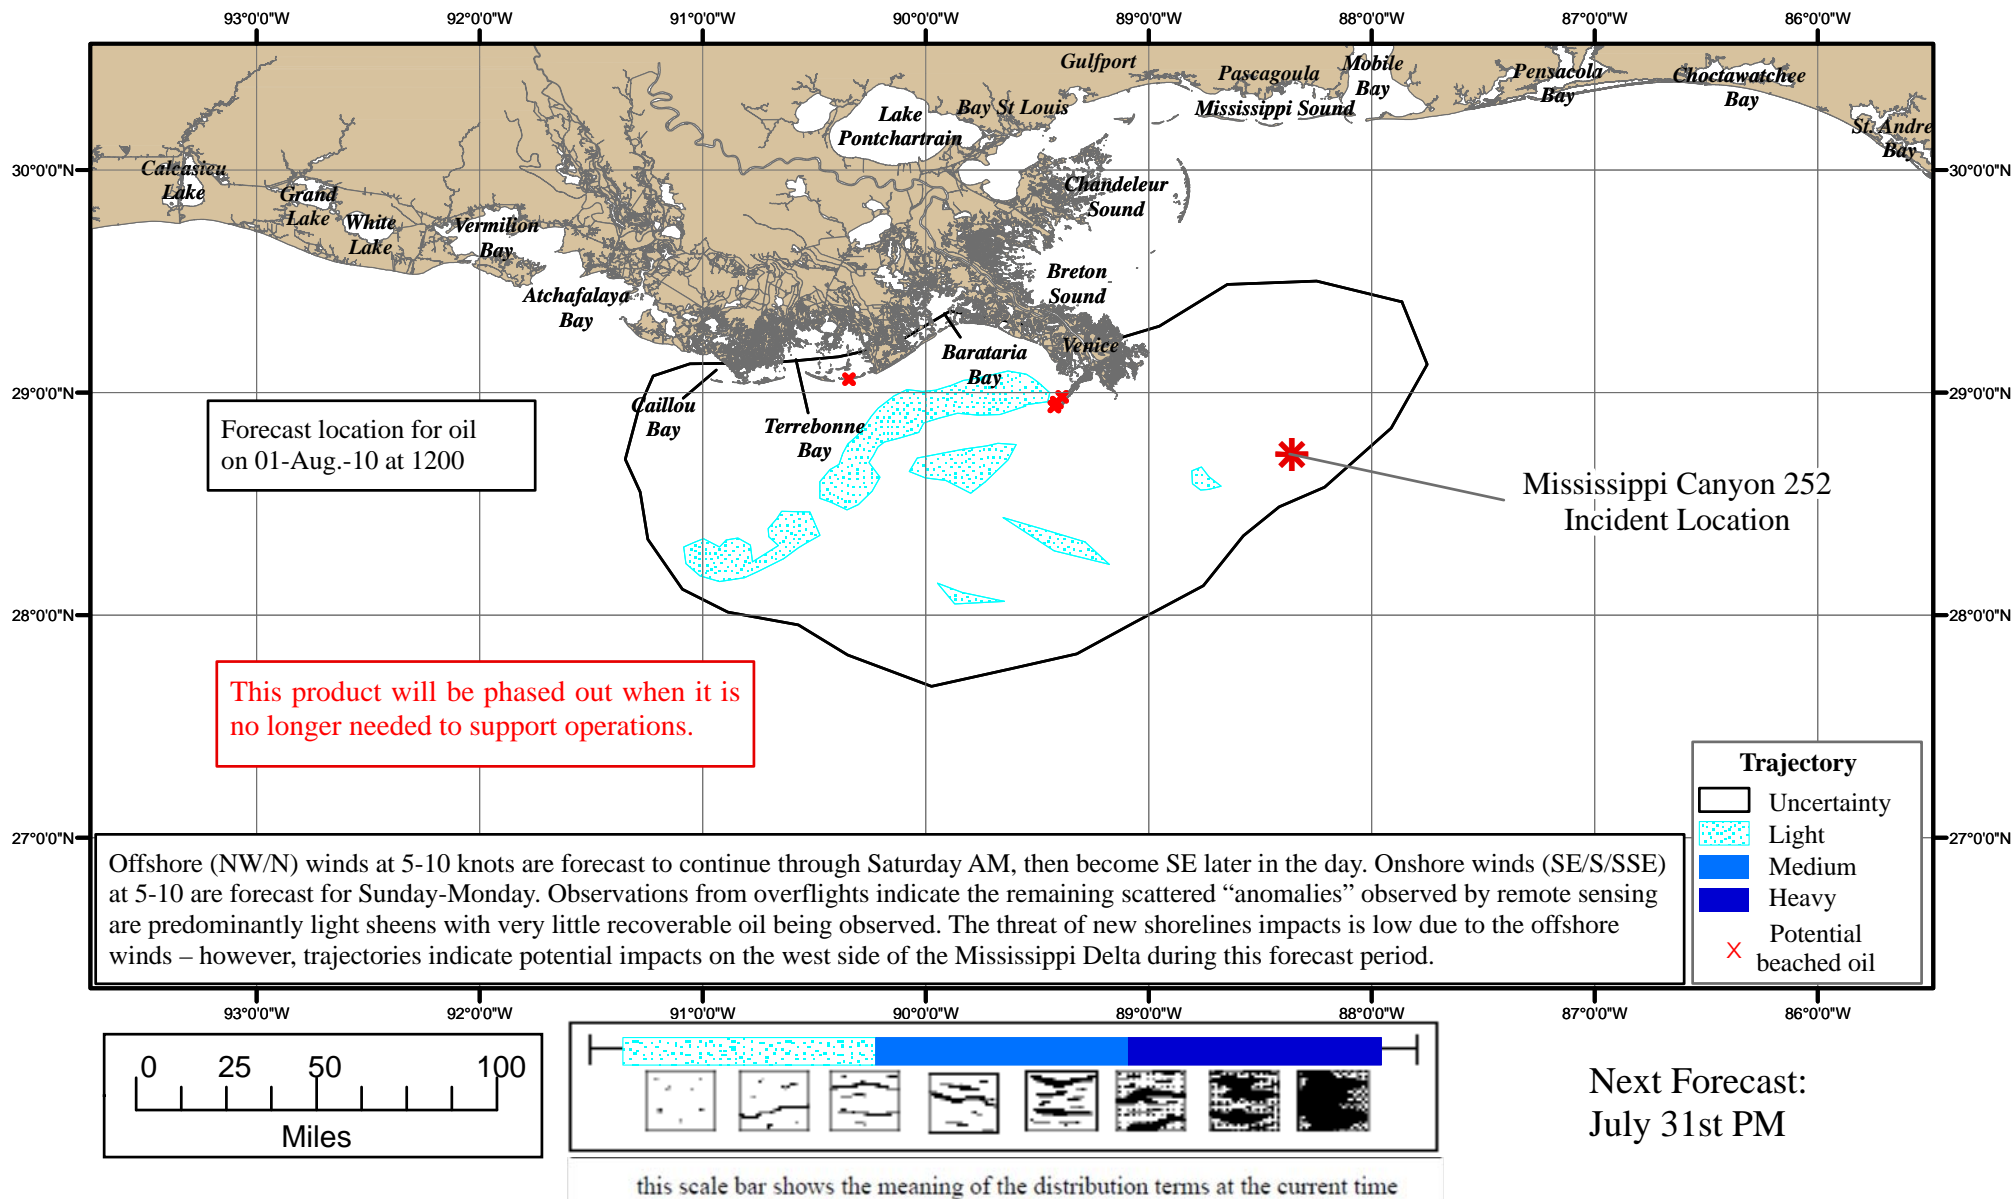 93°0'0"W 92°0'0"W 91°0'0"W 90°0'0"W 89°0'0"W 88°0'0"W 87°0'0"W 86°0'0"W
Gulfport
Pascagoula
Mobile
Bay
Pensacola
Bay
Choctawatchee
Bay
Lake
Pontchartrain
Bay St Louis
Mississippi Sound
St. Andre
Bay
30°0'0"N
30°0'0"N
Calcasieu
Lake
Grand
Lake
White
Lake
Vermilion
Bay
Chandeleur
Sound
Atchafalaya
Bay
Breton
Sound
Venice
Barataria
Bay
29°0'0"N
29°0'0"N
Caillou
Bay
Terrebonne
Bay
Forecast location for oil
on 01-Aug.-10 at 1200
Mississippi Canyon 252
Incident Location
28°0'0"N
28°0'0"N
This product will be phased out when it is
no longer needed to support operations.
Trajectory
Uncertainty
Light
Medium
Heavy
X Potential
beached oil
27°0'0"N
27°0'0"N
Offshore (NW/N) winds at 5-10 knots are forecast to continue through Saturday AM, then become SE later in the day. Onshore winds (SE/S/SSE)
at 5-10 are forecast for Sunday-Monday. Observations from overflights indicate the remaining scattered “anomalies” observed by remote sensing
are predominantly light sheens with very little recoverable oil being observed. The threat of new shorelines impacts is low due to the offshore
winds – however, trajectories indicate potential impacts on the west side of the Mississippi Delta during this forecast period.
93°0'0"W 92°0'0"W 91°0'0"W 90°0'0"W 89°0'0"W 88°0'0"W 87°0'0"W 86°0'0"W
0 25 50 100
Miles
Next Forecast:
July 31st PM
this scale bar shows the meaning of the distribution terms at the current time